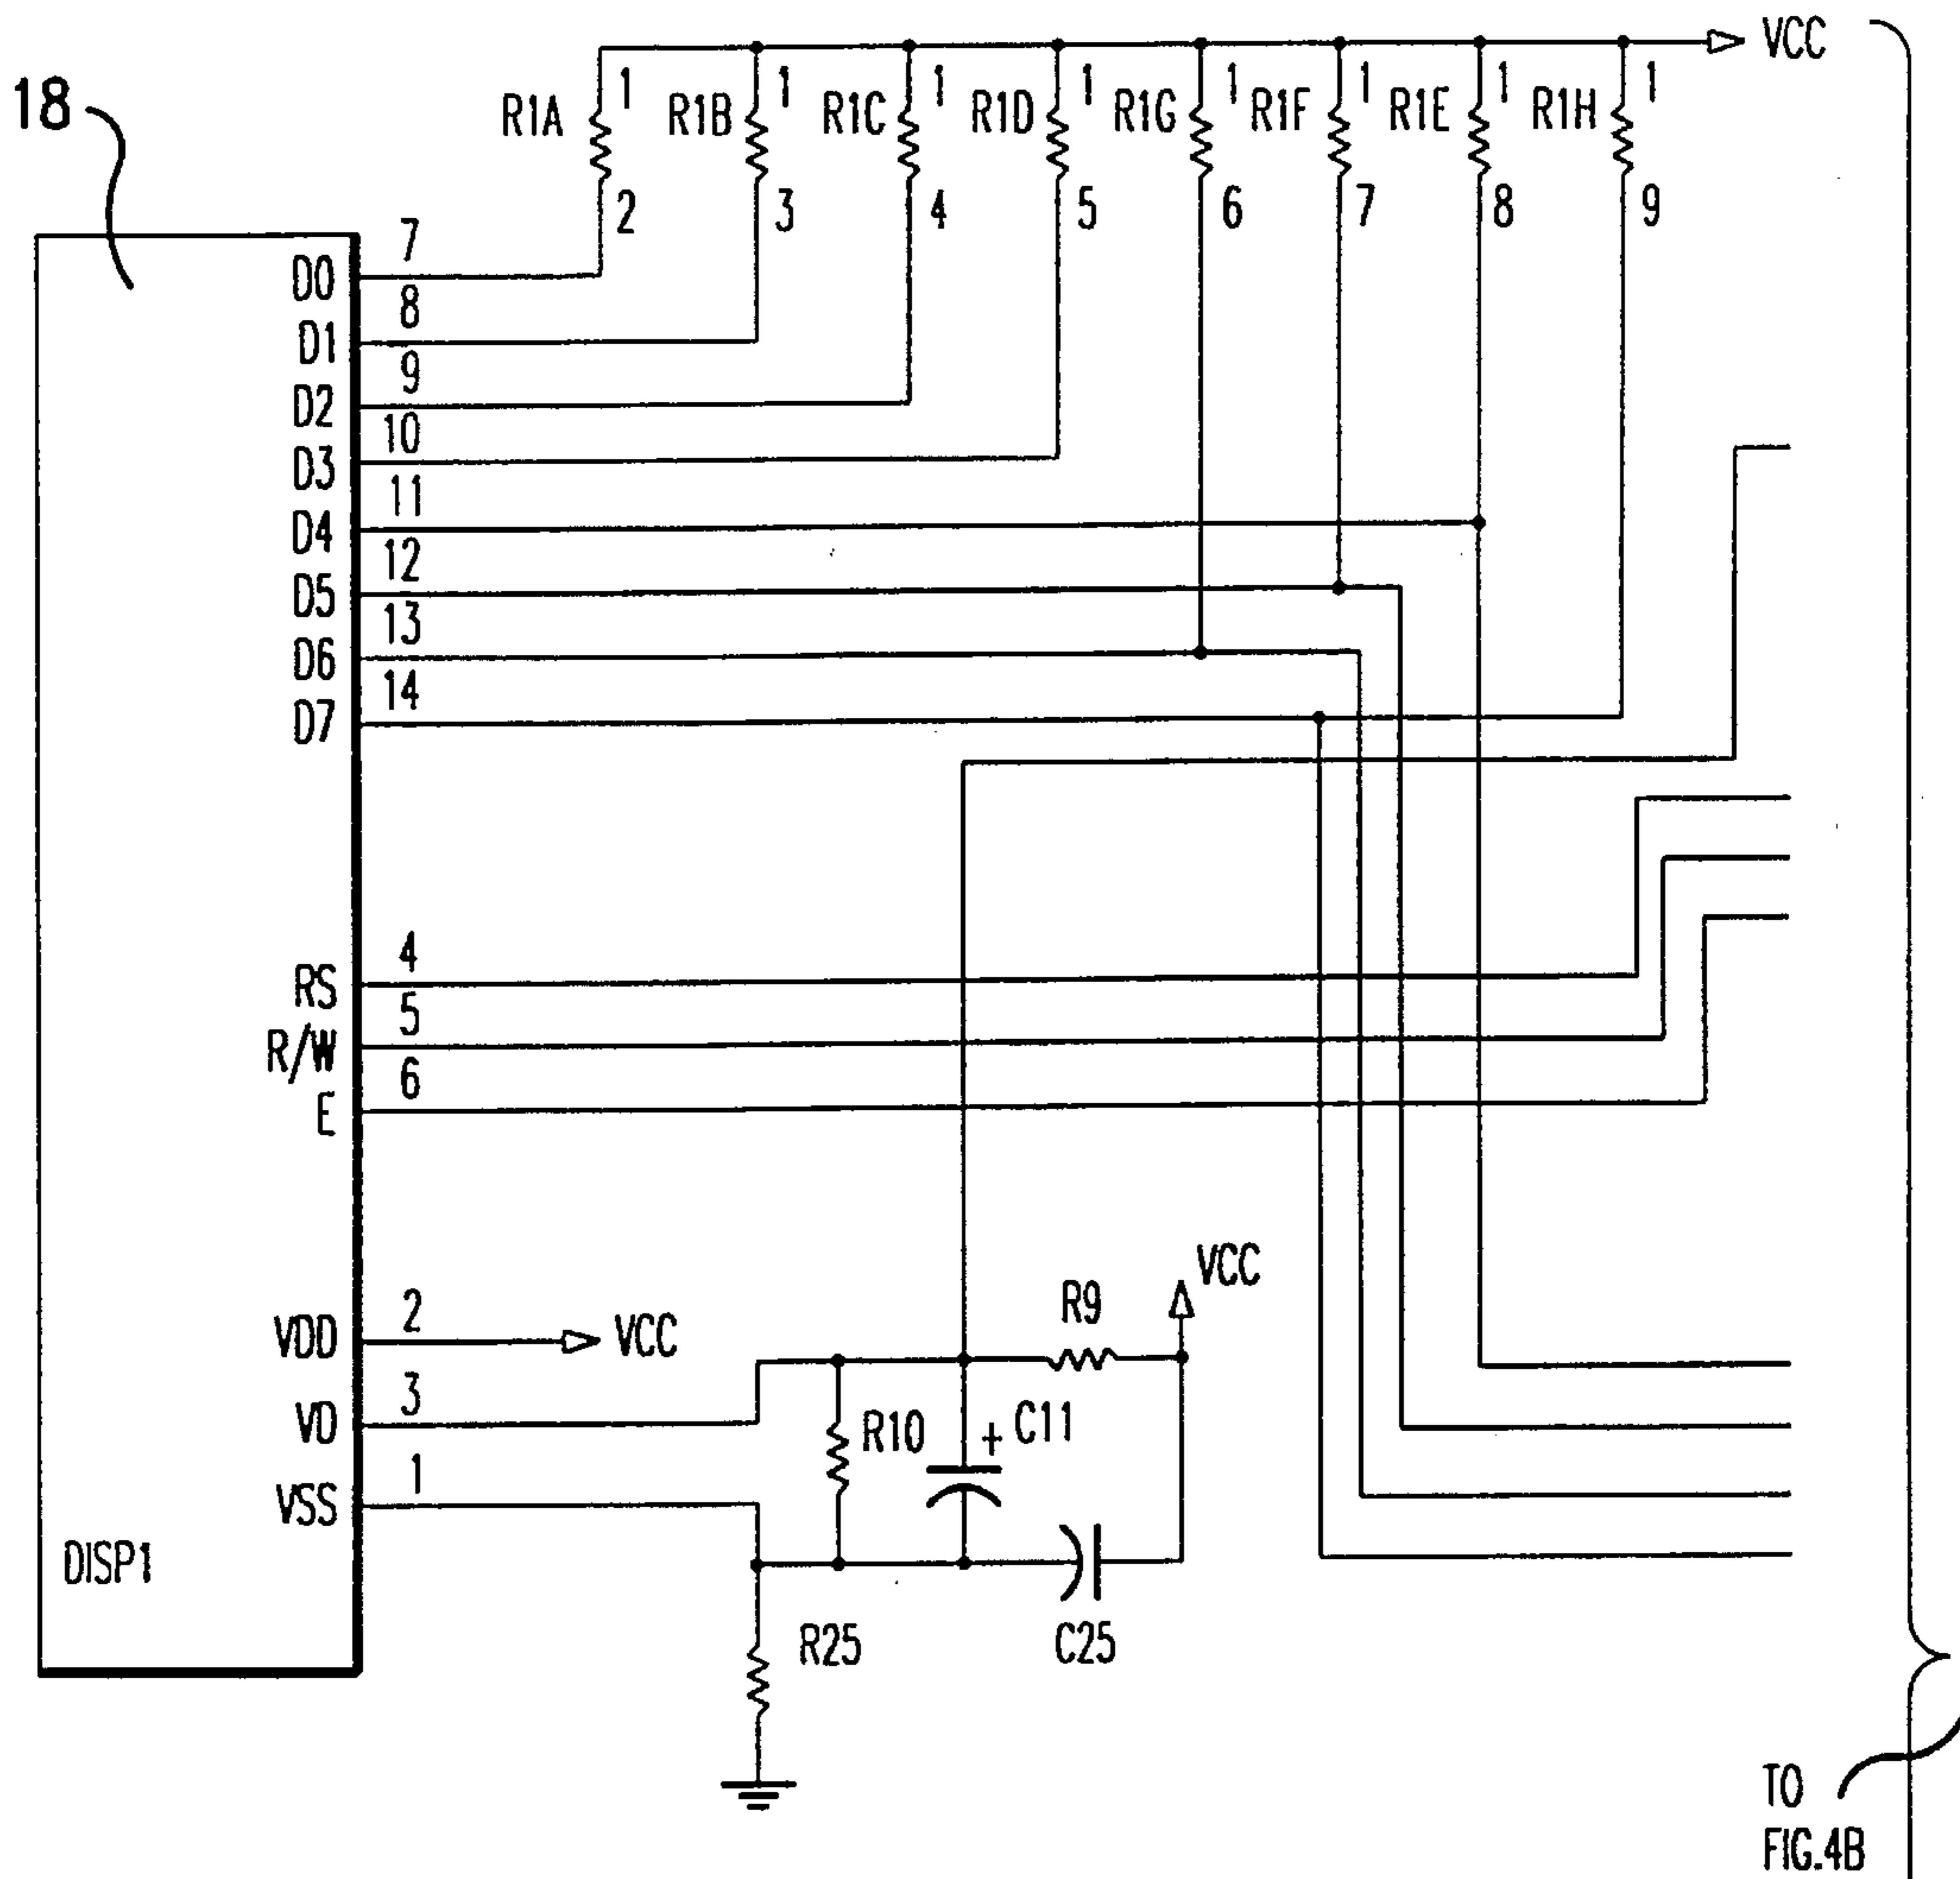 VCC
18
1 1 1 1 1 1 1 1
R1A R1B R1C R1D R1G R1F R1E R1H
2 3 4 5 6 7 8 9
7
D0
8
D1
9
D2
10
D3
11
D4
12
D5
13
D6
14
D7
4
RS
5
R/W
6
E
VCC
R9
2
VDD VCC
3
VD
R10 + C11
1
VSS
DISP1
R25 C25
TO
FIG.4B